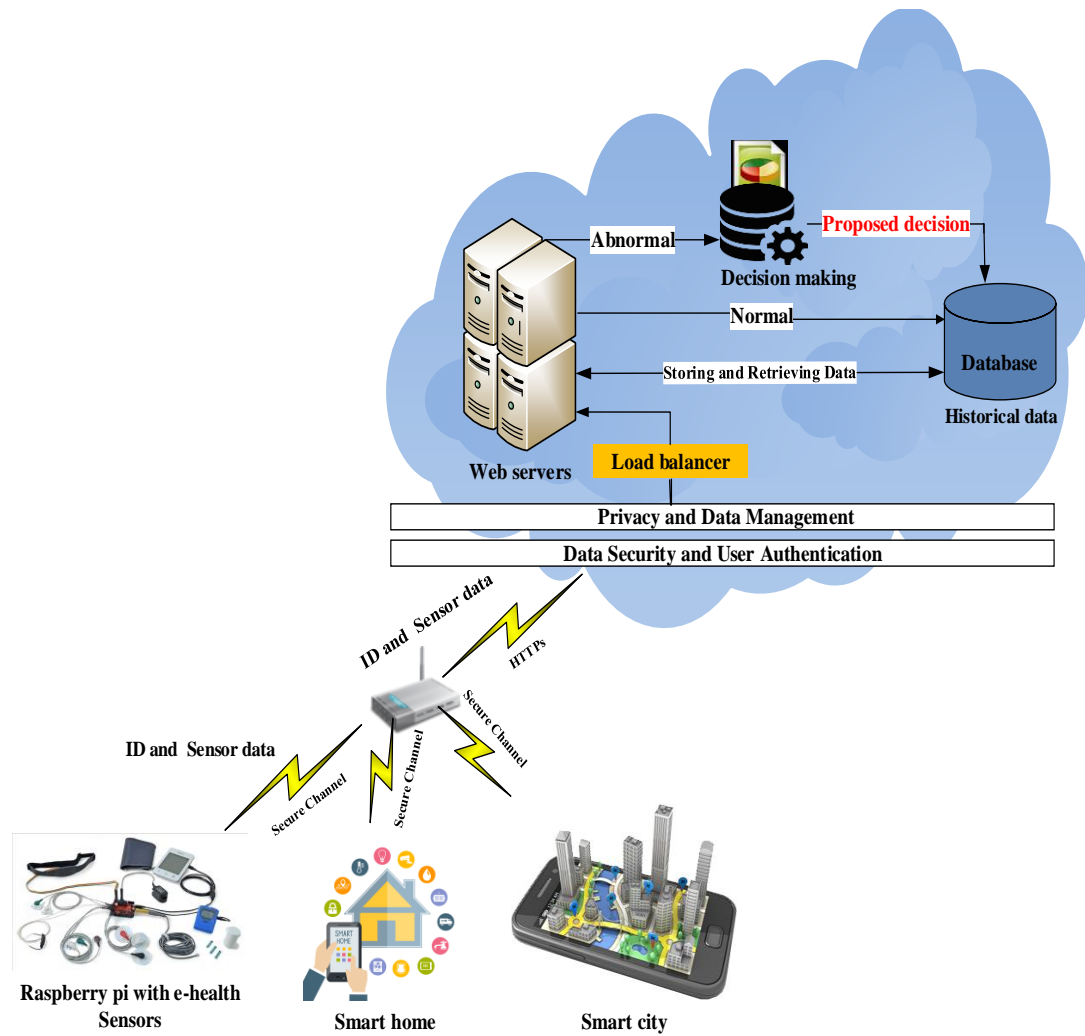 Abnormal
Proposed decision
Decision making
Normal
Database
Storing and Retrieving Data
Historical data
Load balancer
Web servers
Privacy and Data Management
Data Security and User Authentication
ID and Sensor data
HTTPs
Secure Channel
ID and Sensor data
Secure Channel
Secure Channel
SMART
HOME
Raspberry pi with e-health
Sensors
Smart home
Smart city